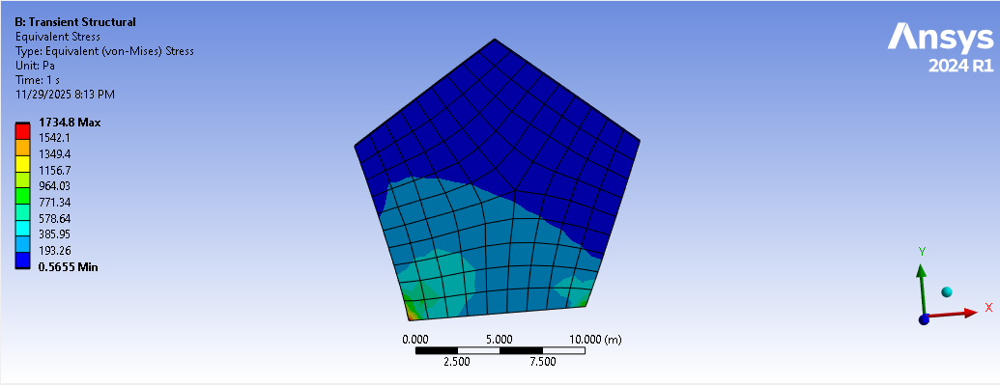 B: Transient Structural
Equivalent Stress
Type: Equivalent (von-Mises) Stress
Unit: Pa
Time: 1 s
11/29/2025 8:13 PM
1734.8 Max
1542.1
1349.4
1156.7
964.03
771.34
578.64
385.95
193.26
0.5655 Min
Ansys
2024 R1
Y
X
0.000 5.000 10.000 (m)
2.500 7.500